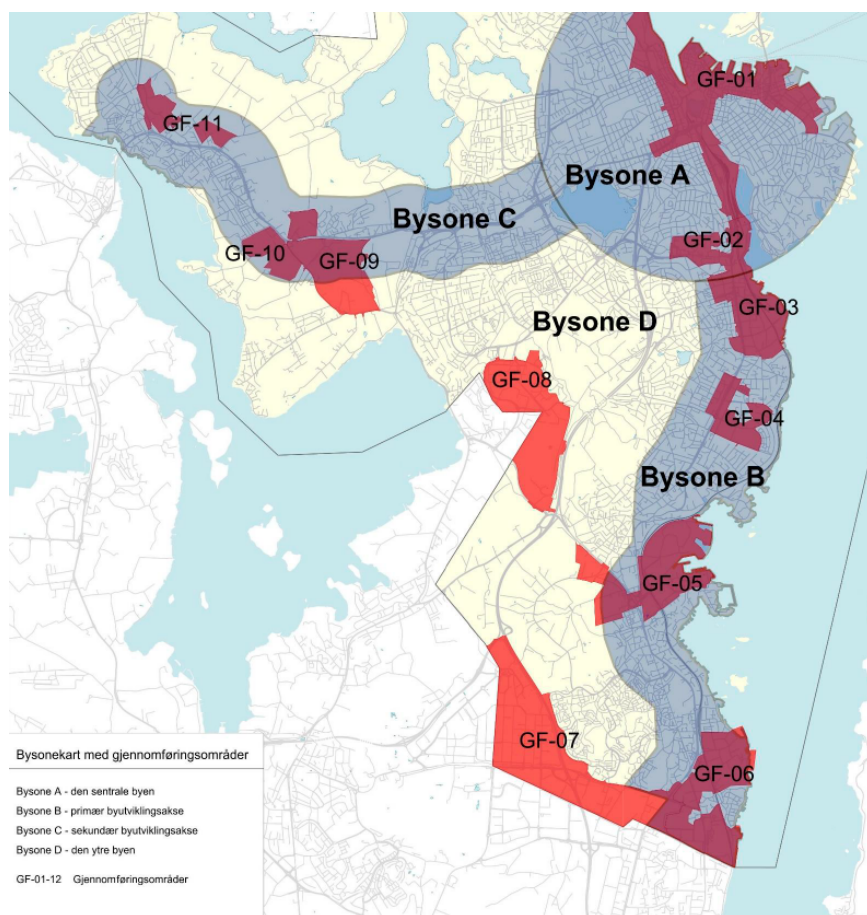 GF-01
GF-11
Bysone A
Bysone C
GF-02
GF-10
GF-09
GF-03
Bysone D
GF-08
GF-04
Bysone B
GF-05
GF-07
GF-06
Bysonekart med gjennomføringsområder
Bysone A - den sentrale byen
Bysone B - primær byutviklingsakse
Bysone C - sekundær byutviklingsakse
Bysone D - den ytre byen
GF-01-12 Gjennomføringsområder